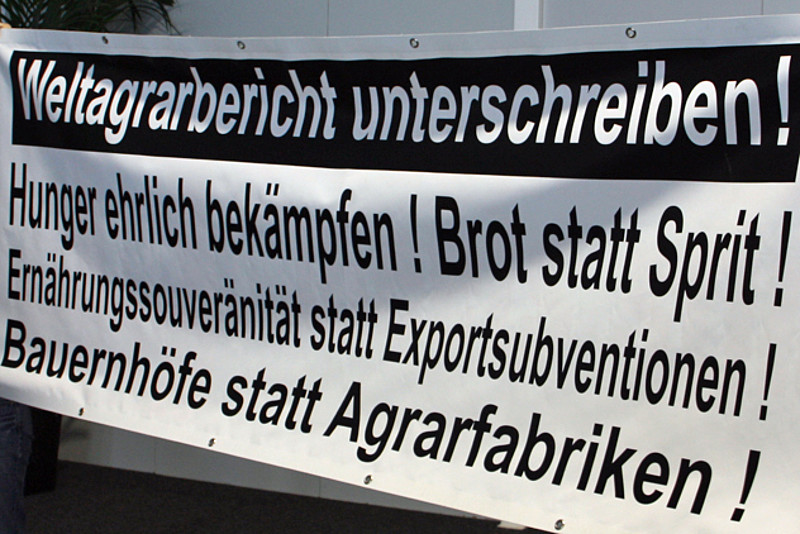 Weltagrarbericht unterschreiben !
Hunger ehrlich bekämpfen ! Brot statt Sprit !
Ernährungssouveränität statt Exportsubventionen !
Bauernhöfe statt Agrarfabriken !